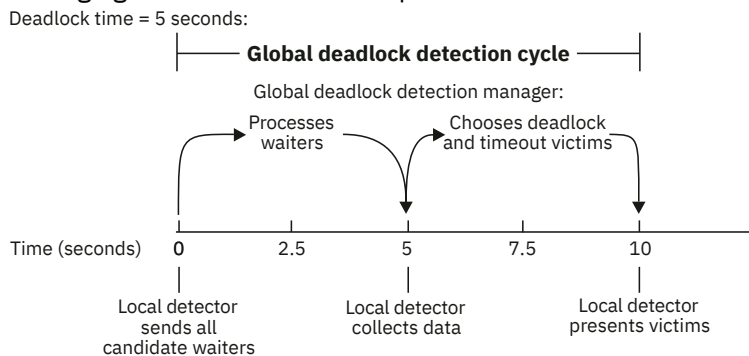 Deadlock time = 5 seconds:
Global deadlock detection cycle
Global deadlock detection manager:
Processes
waiters
Chooses deadlock
and timeout victims
Time (seconds)
0
2.5
5
7.5
10
Local detector
sends all
candidate waiters
Local detector
collects data
Local detector
presents victims